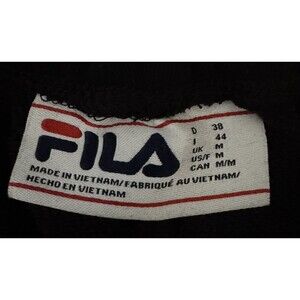 FILA
D 38
I 44
UK M
US/F M
CAN M/M
MADE IN VIETNAM/FABRIQUÉ AU VIETNAM/
HECHO EN VIETNAM